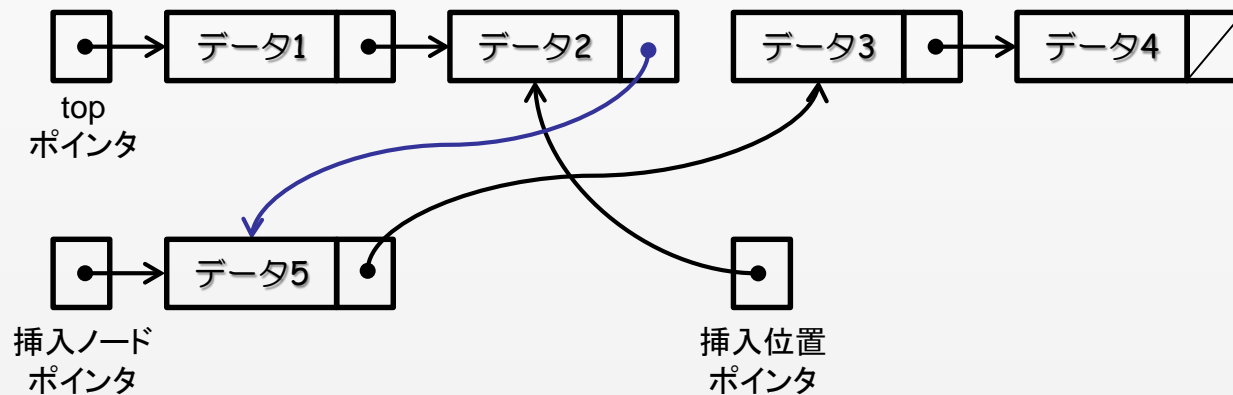 データ1
データ2
データ3
データ4
top
ポインタ
データ5
挿入ノード
ポインタ
挿入位置
ポインタ